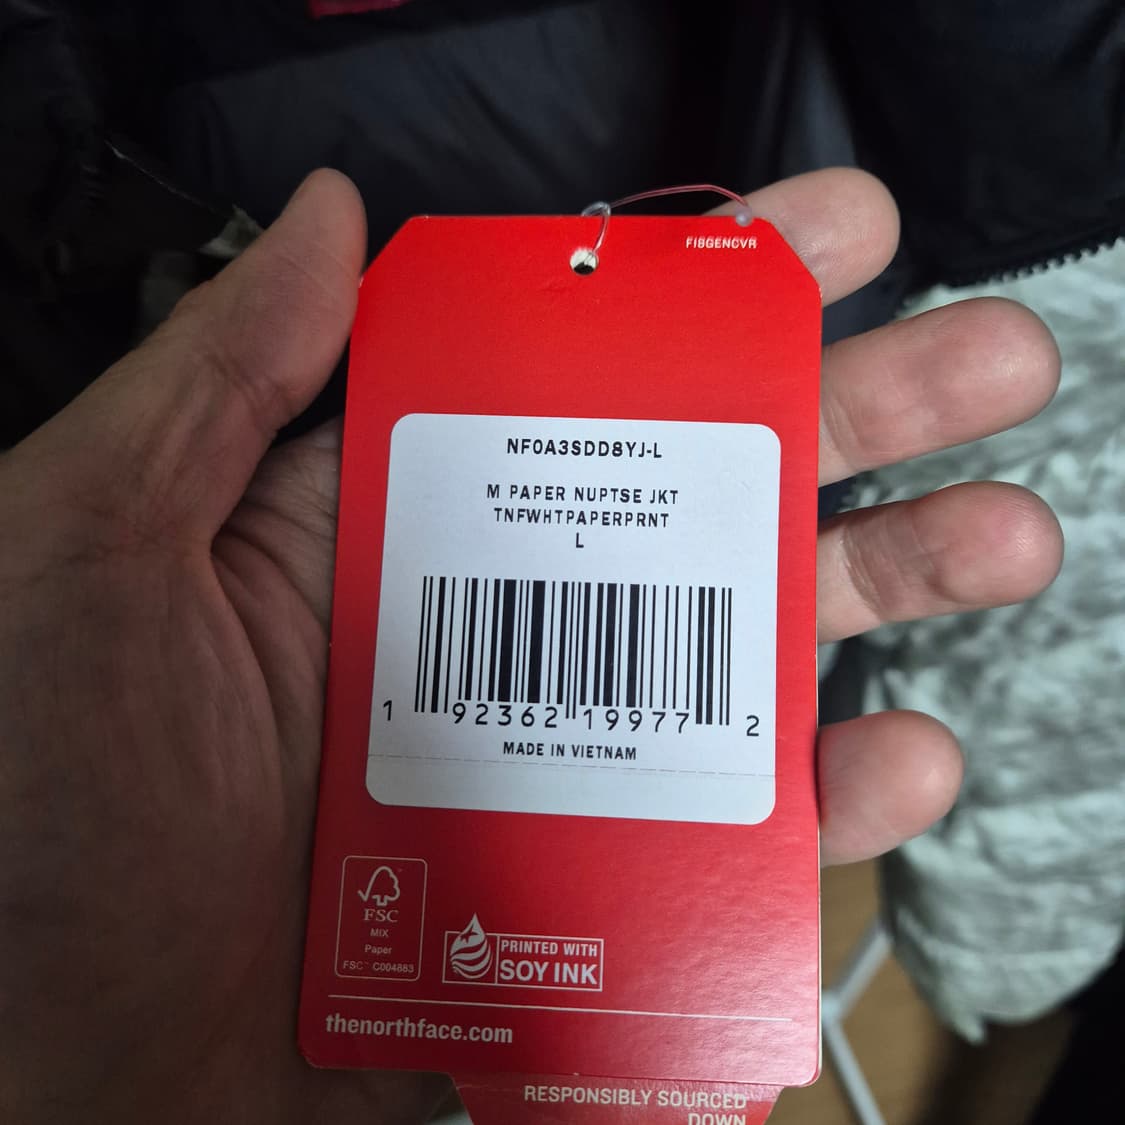 FIBGENCVR
NF0A3SDD8YJ-L
M PAPER NUPTSE JKT
TNFWHTPAPERPRNT
L
1 92362 19977 2
MADE IN VIETNAM
FSC
MIX
Paper
FSC™ C004883
PRINTED WITH
SOY INK
thenorthface.com
RESPONSIBLY SOURCED
DOWN